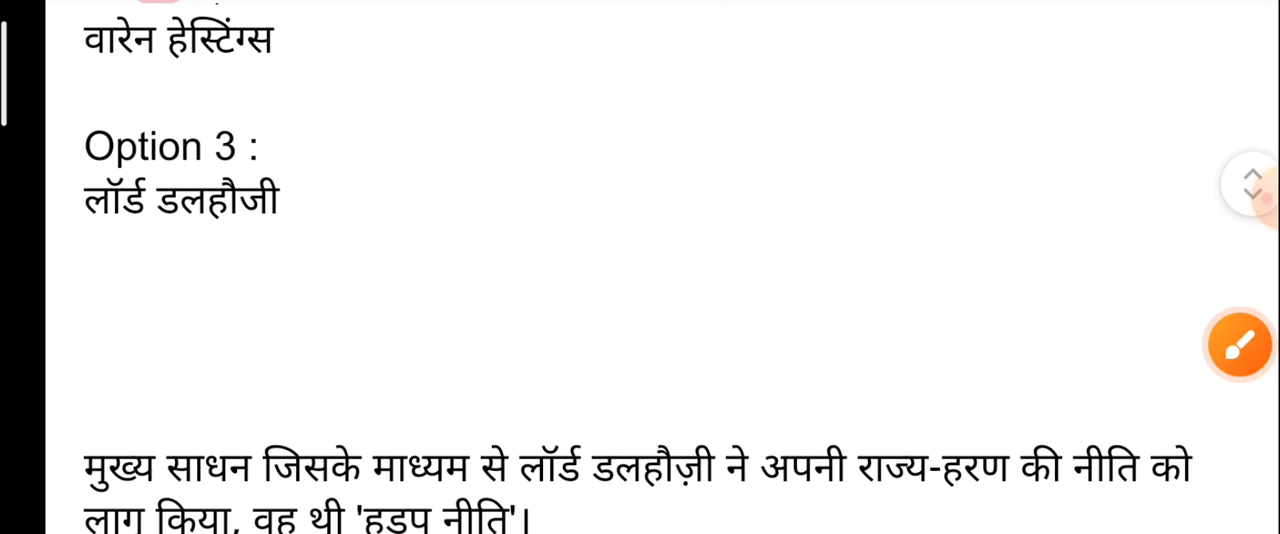 वारेन हेस्टिंग्स
Option 3 :
लॉर्ड डलहौजी
मुख्य साधन जिसके माध्यम से लॉर्ड डलहौज़ी ने अपनी राज्य-हरण की नीति को
लागू किया, वह थी 'हड़प नीति'।